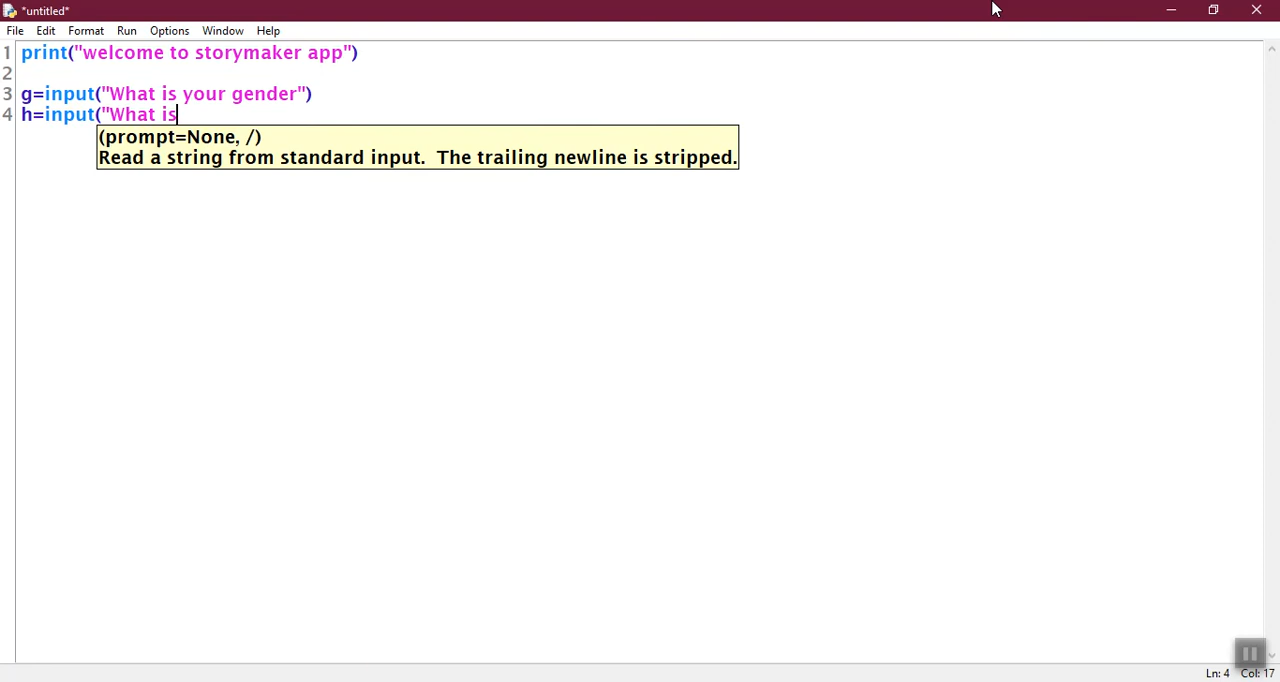 *untitled*
File Edit Format Run Options Window Help
1 print("welcome to storymaker app")
2
3 g=input("What is your gender")
4 h=input("What is
(prompt=None, /)
Read a string from standard input. The trailing newline is stripped.
Ln: 4 Col: 17